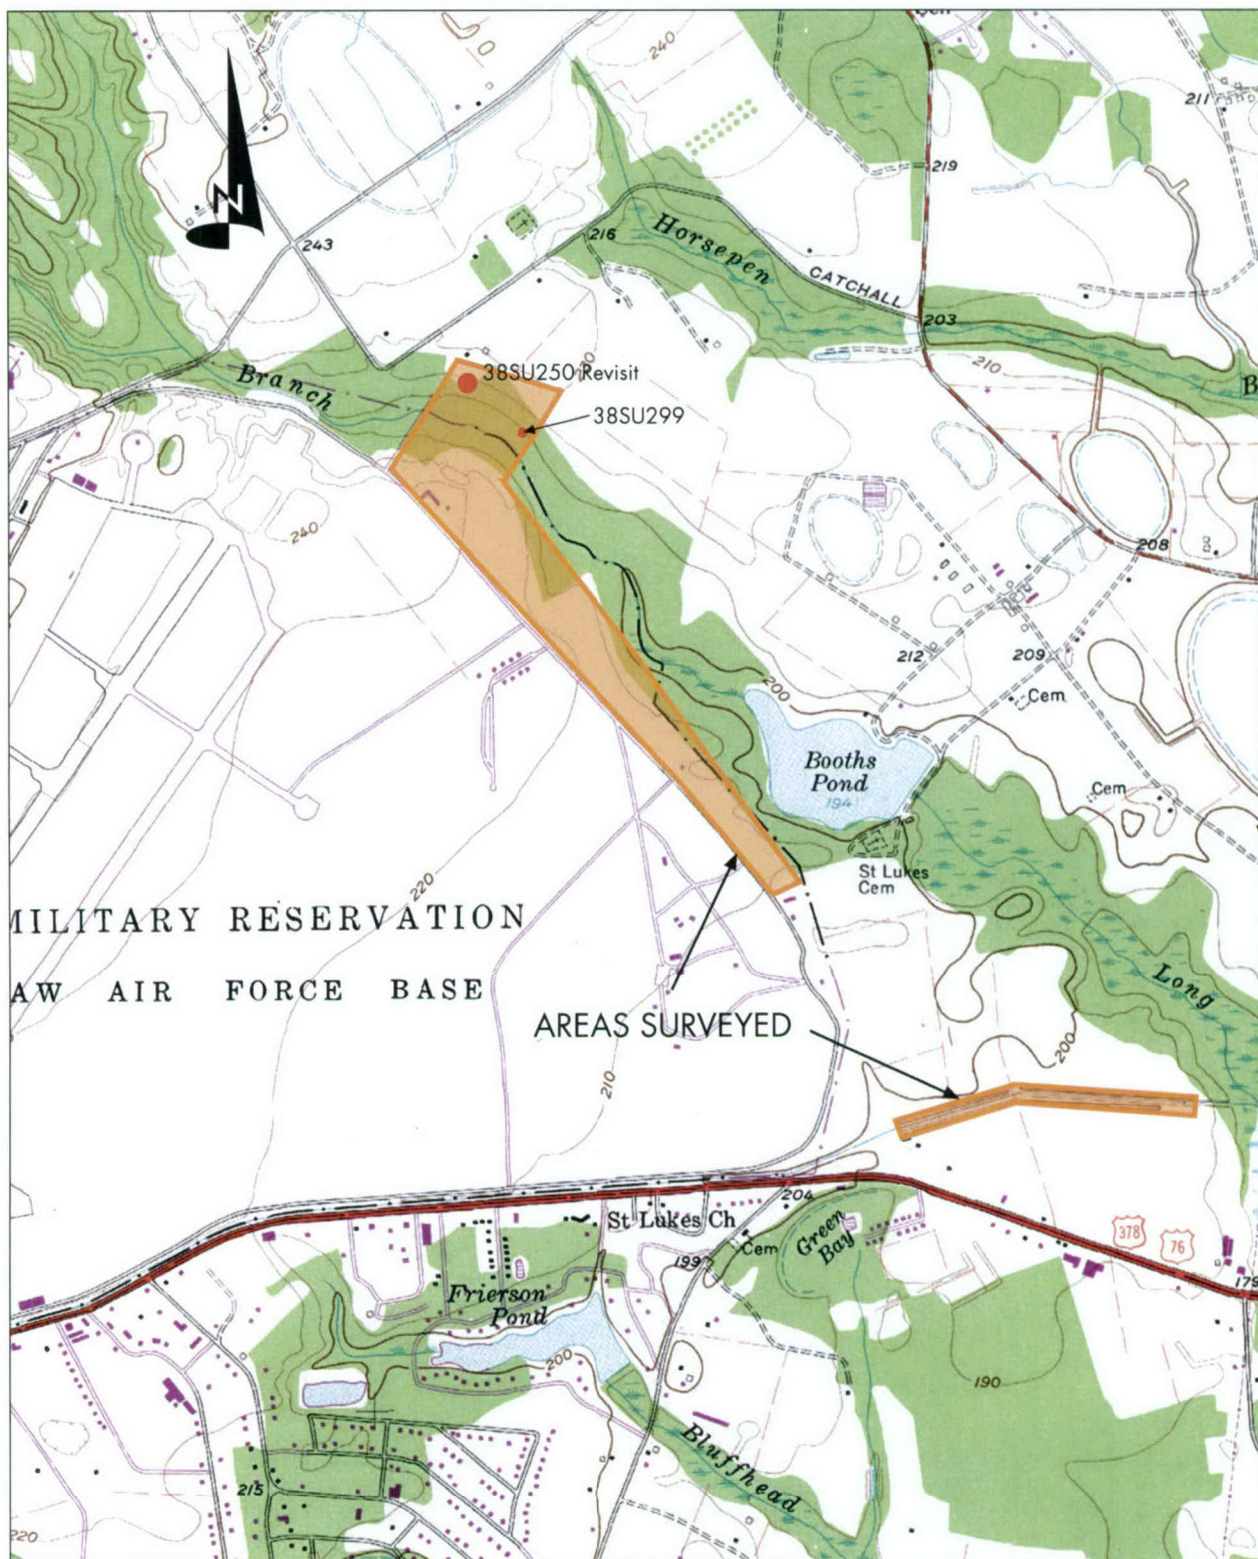 240
211
219
N
243
216
Horsepen
CATCHALL
203
210
B
Branch
38SU250 Revisit
38SU299
240
208
212
209
200
Cem
Booths
Pond
194
Cem
St Lukes
Cem
220
MILITARY RESERVATION
AW AIR FORCE BASE
Long
AREAS SURVEYED
200
210
204
St Lukes Ch
Green
Bay
378
76
Cem
199
179
Frierson
Pond
200
190
Bluffhead
215
220